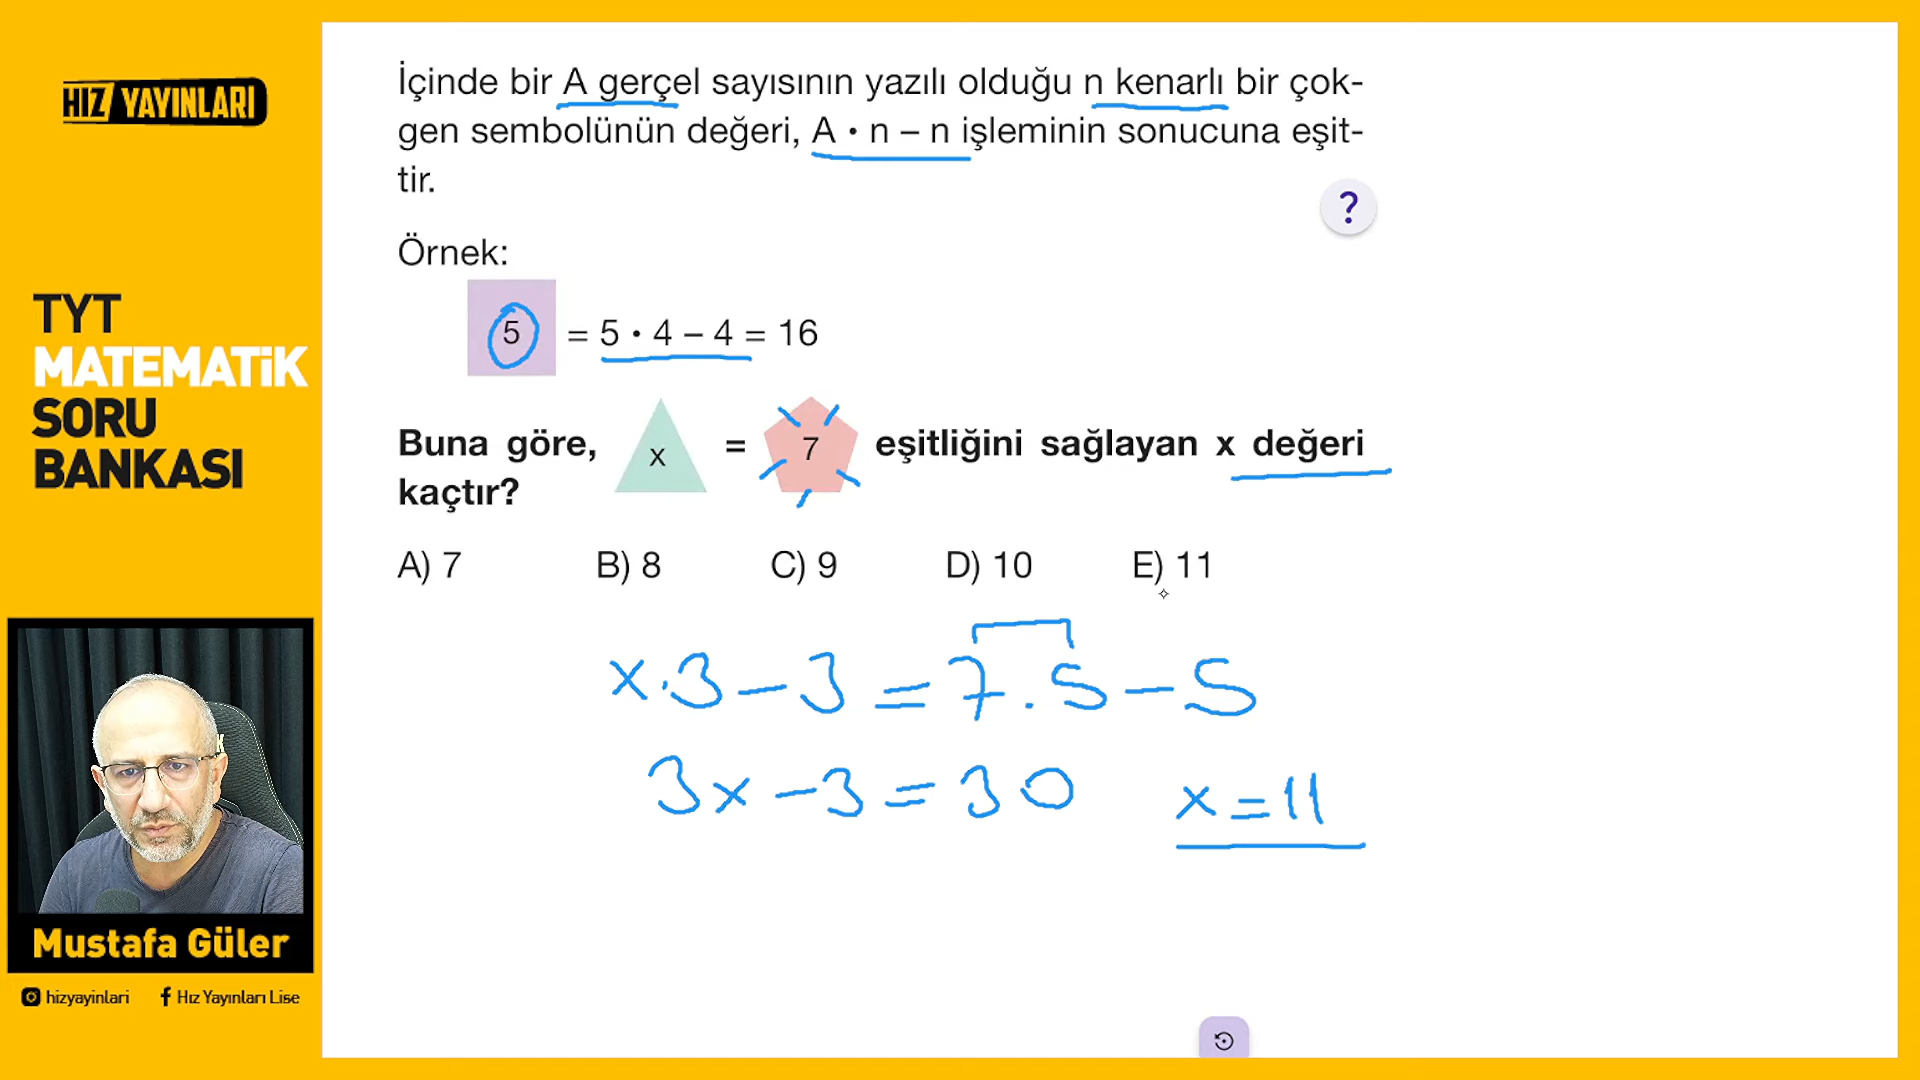 HIZ YAYINLARI
TYT
MATEMATİK
SORU
BANKASI
Mustafa Güler
hizyayinlari
Hız Yayınları Lise
İçinde bir A gerçel sayısının yazılı olduğu n kenarlı bir çok-
gen sembolünün değeri, A • n – n işleminin sonucuna eşit-
tir.
?
Örnek:
5 = 5 • 4 – 4 = 16
Buna göre, x = 7 eşitliğini sağlayan x değeri
kaçtır?
A) 7 B) 8 C) 9 D) 10 E) 11
x.3 – 3 = 7.5 – 5
3x – 3 = 30 x = 11